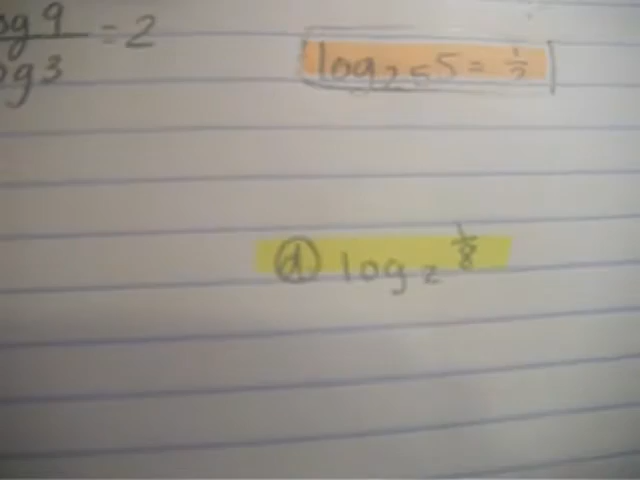 log 9 / log 3 = 2
log₂₅ 5 = 1/2
ⓓ log₂ 1/8